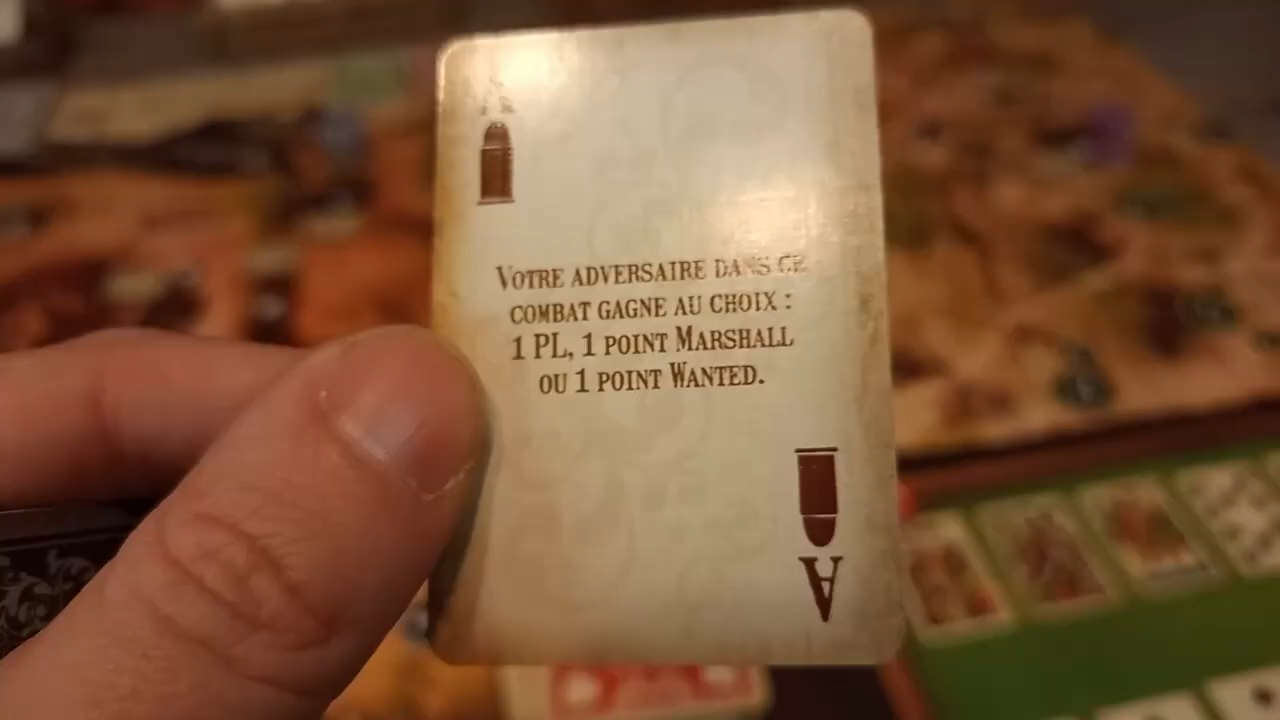 A
VOTRE ADVERSAIRE DANS CE
COMBAT GAGNE AU CHOIX :
1 PL, 1 POINT MARSHALL
OU 1 POINT WANTED.
A